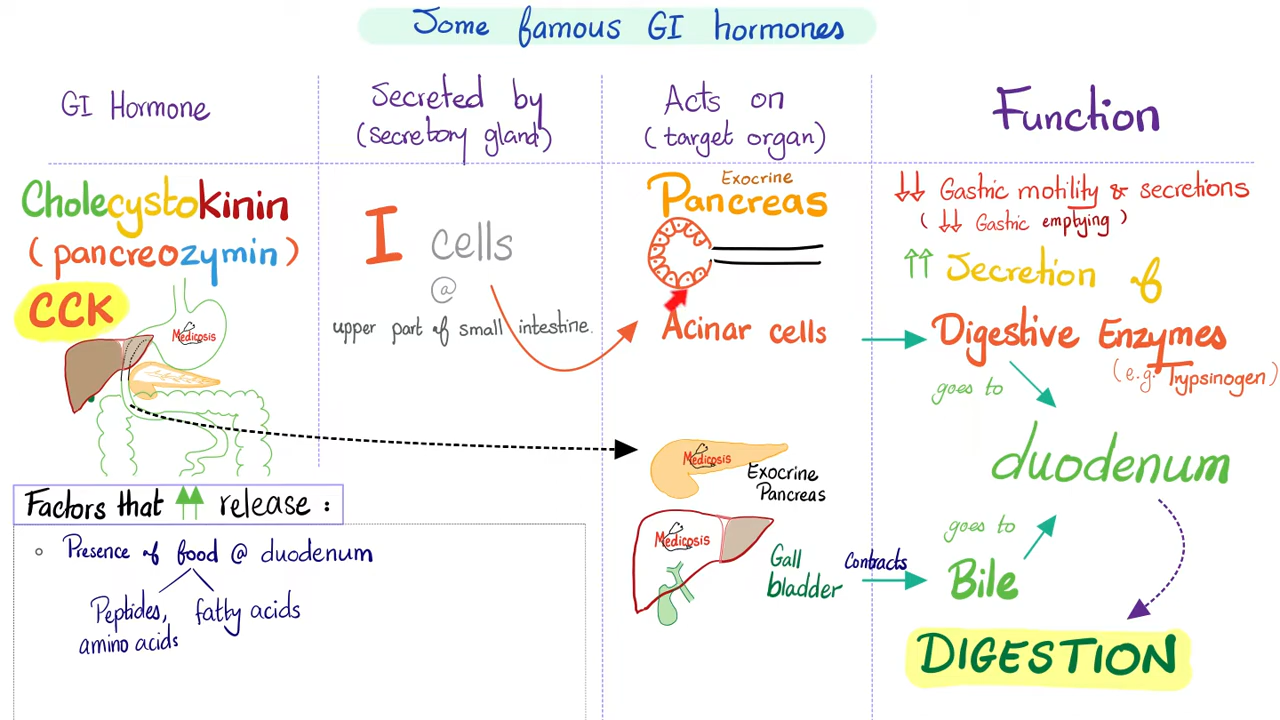 Some famous GI hormones
GI Hormone
Secreted by
(secretory gland)
Acts on
(target organ)
Function
Cholecystokinin
(pancreozymin)
CCK
Medicosis
I cells
@
upper part of small intestine.
Exocrine
Pancreas
Acinar cells
↓↓ Gastric motility & secretions
(↓↓ Gastric emptying)
↑↑ Secretion of
Digestive Enzymes
(e.g. Trypsinogen)
goes to
duodenum
Medicosis
Exocrine
Pancreas
Medicosis
Gall
bladder
Contracts
Bile
goes to
DIGESTION
Factors that ↑↑ release :
◦ Presence of food @ duodenum
Peptides, fatty acids
amino acids